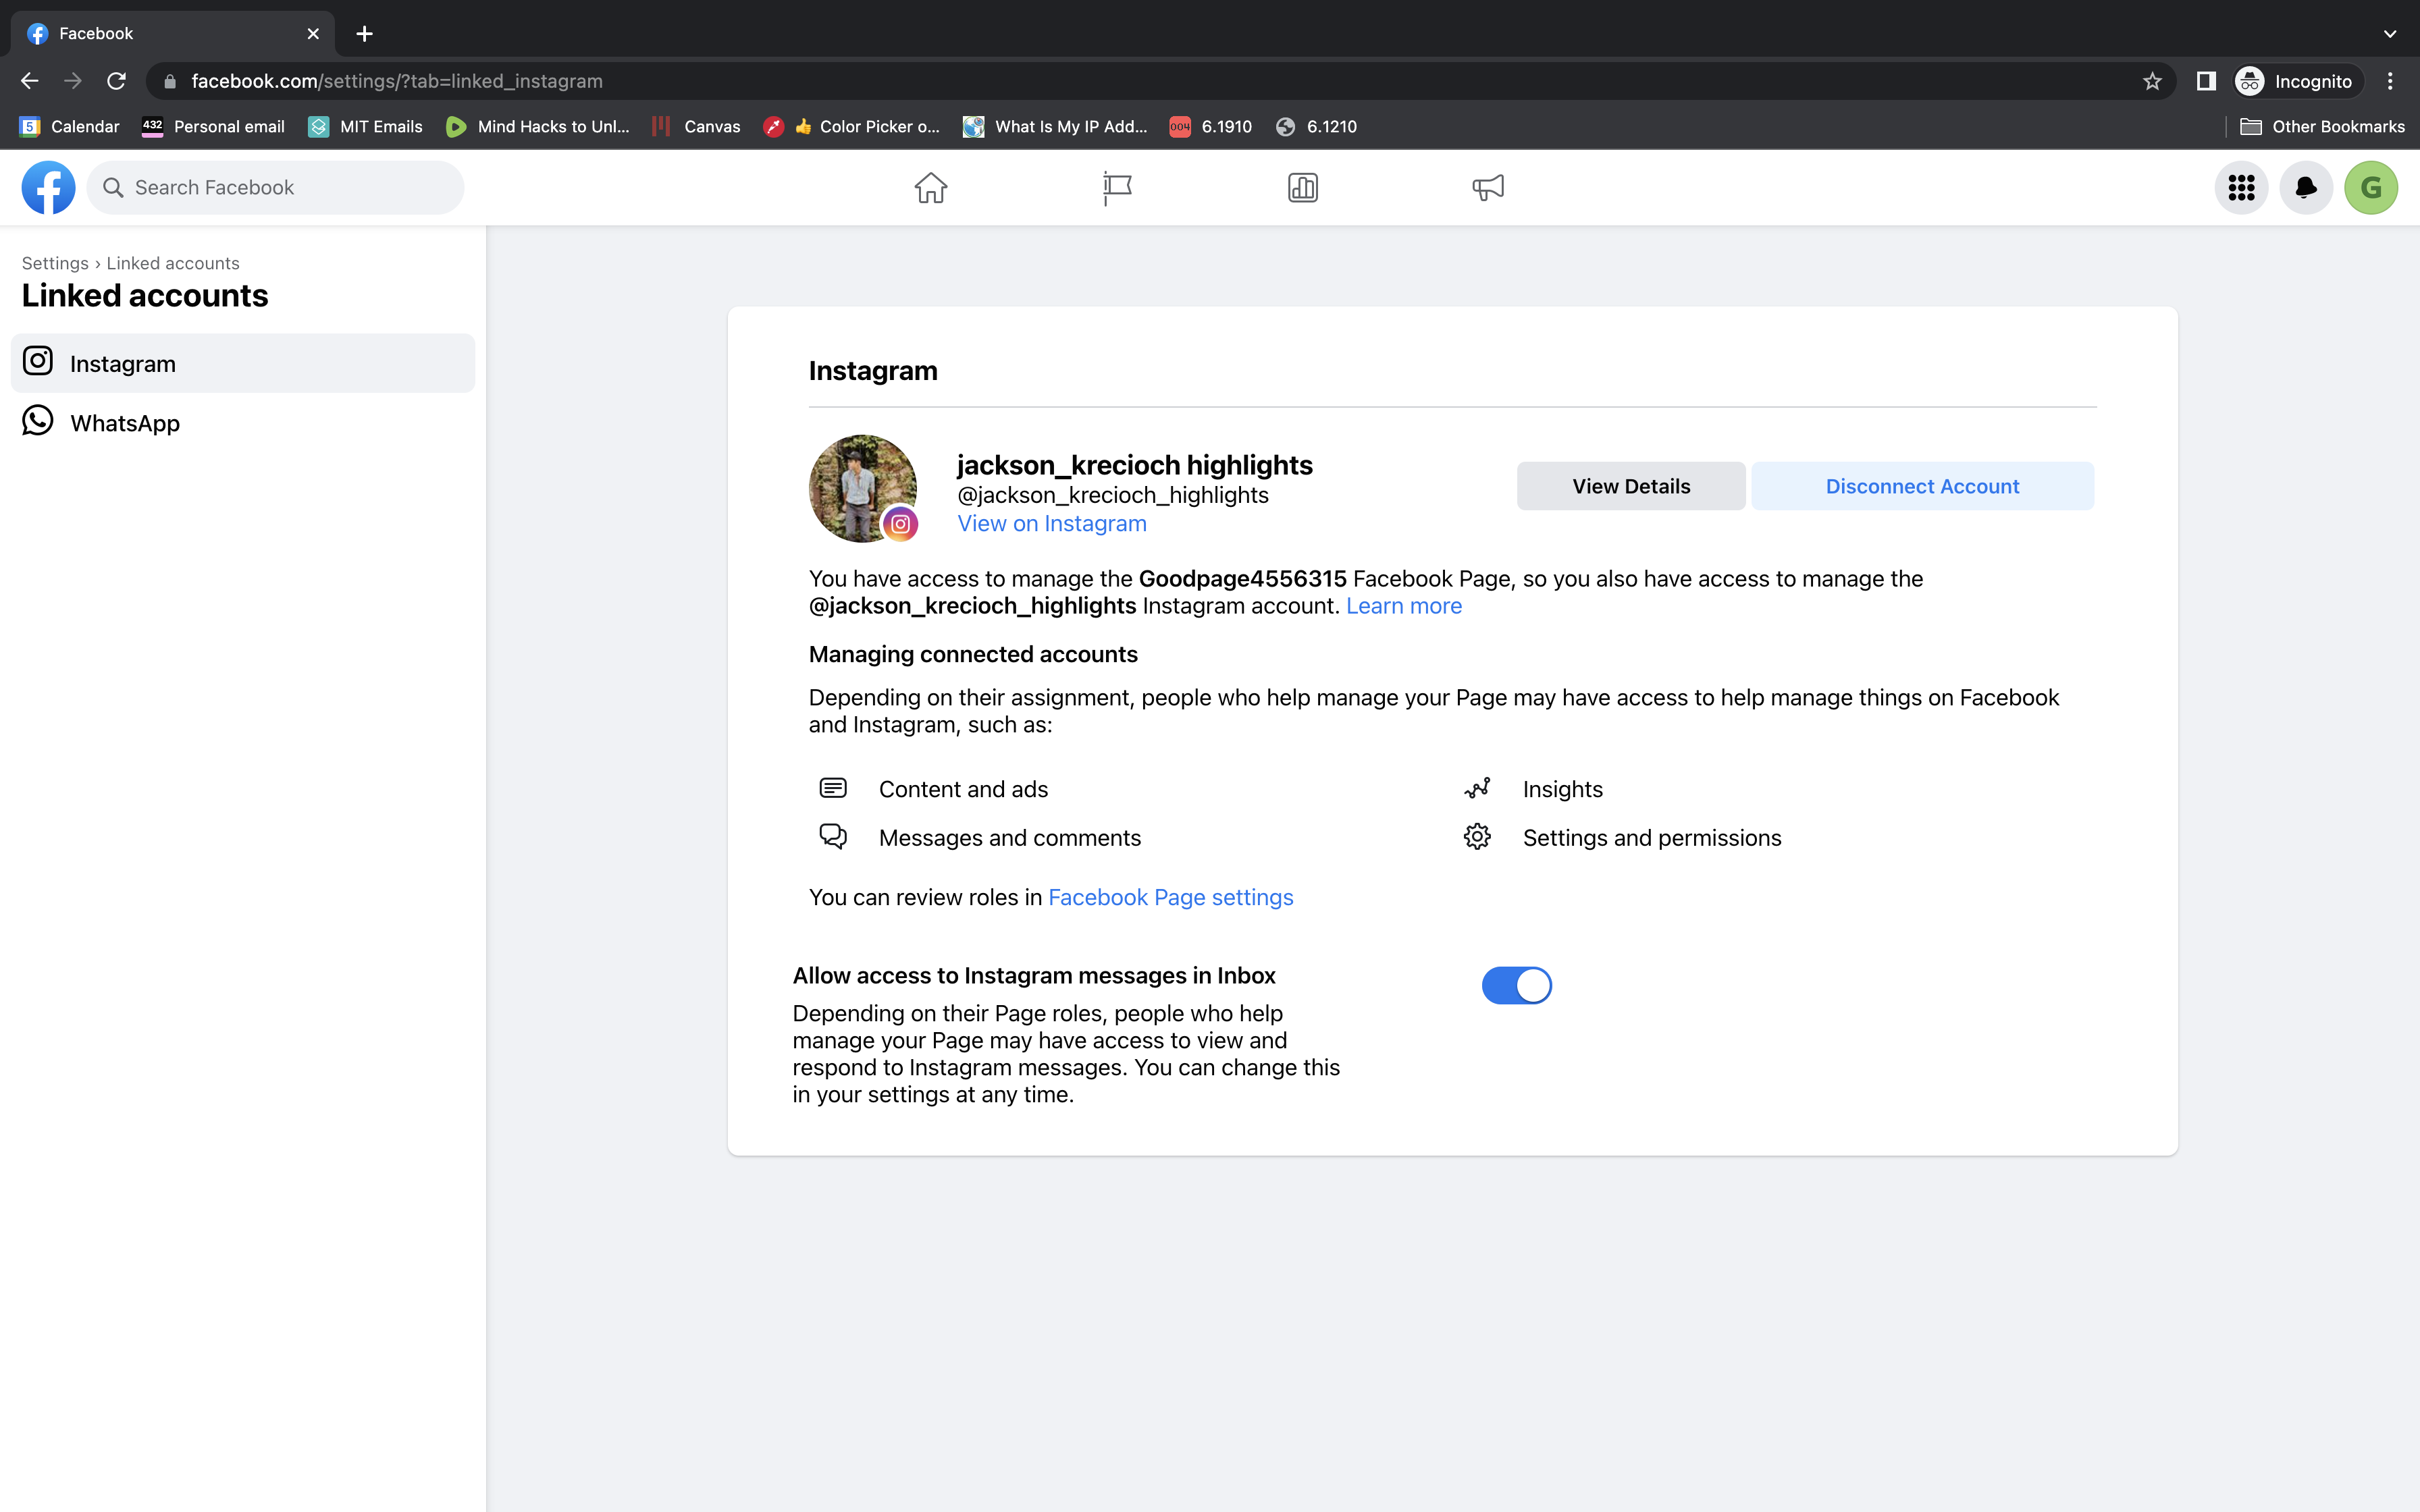 Facebook
facebook.com/settings/?tab=linked_instagram
Incognito
5 Calendar
432 Personal email
MIT Emails
Mind Hacks to Unl...
Canvas
👍 Color Picker o...
What Is My IP Add...
004 6.1910
6.1210
Other Bookmarks
Search Facebook
G
Settings › Linked accounts
Linked accounts
Instagram
WhatsApp
Instagram
jackson_krecioch highlights
@jackson_krecioch_highlights
View on Instagram
View Details
Disconnect Account
You have access to manage the Goodpage4556315 Facebook Page, so you also have access to manage the
@jackson_krecioch_highlights Instagram account. Learn more
Managing connected accounts
Depending on their assignment, people who help manage your Page may have access to help manage things on Facebook
and Instagram, such as:
Content and ads
Insights
Messages and comments
Settings and permissions
You can review roles in Facebook Page settings
Allow access to Instagram messages in Inbox
Depending on their Page roles, people who help
manage your Page may have access to view and
respond to Instagram messages. You can change this
in your settings at any time.